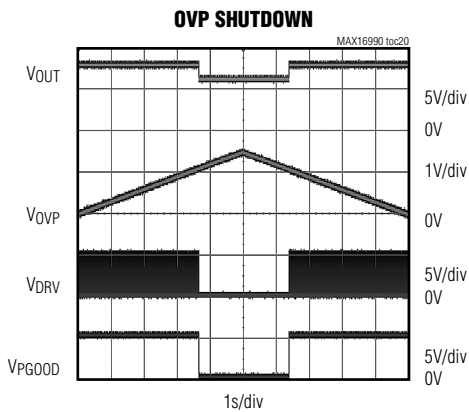 OVP SHUTDOWN
MAX16990 toc20
VOUT
5V/div
0V
1V/div
VOVP
0V
VDRV
5V/div
0V
VPGOOD
5V/div
0V
1s/div